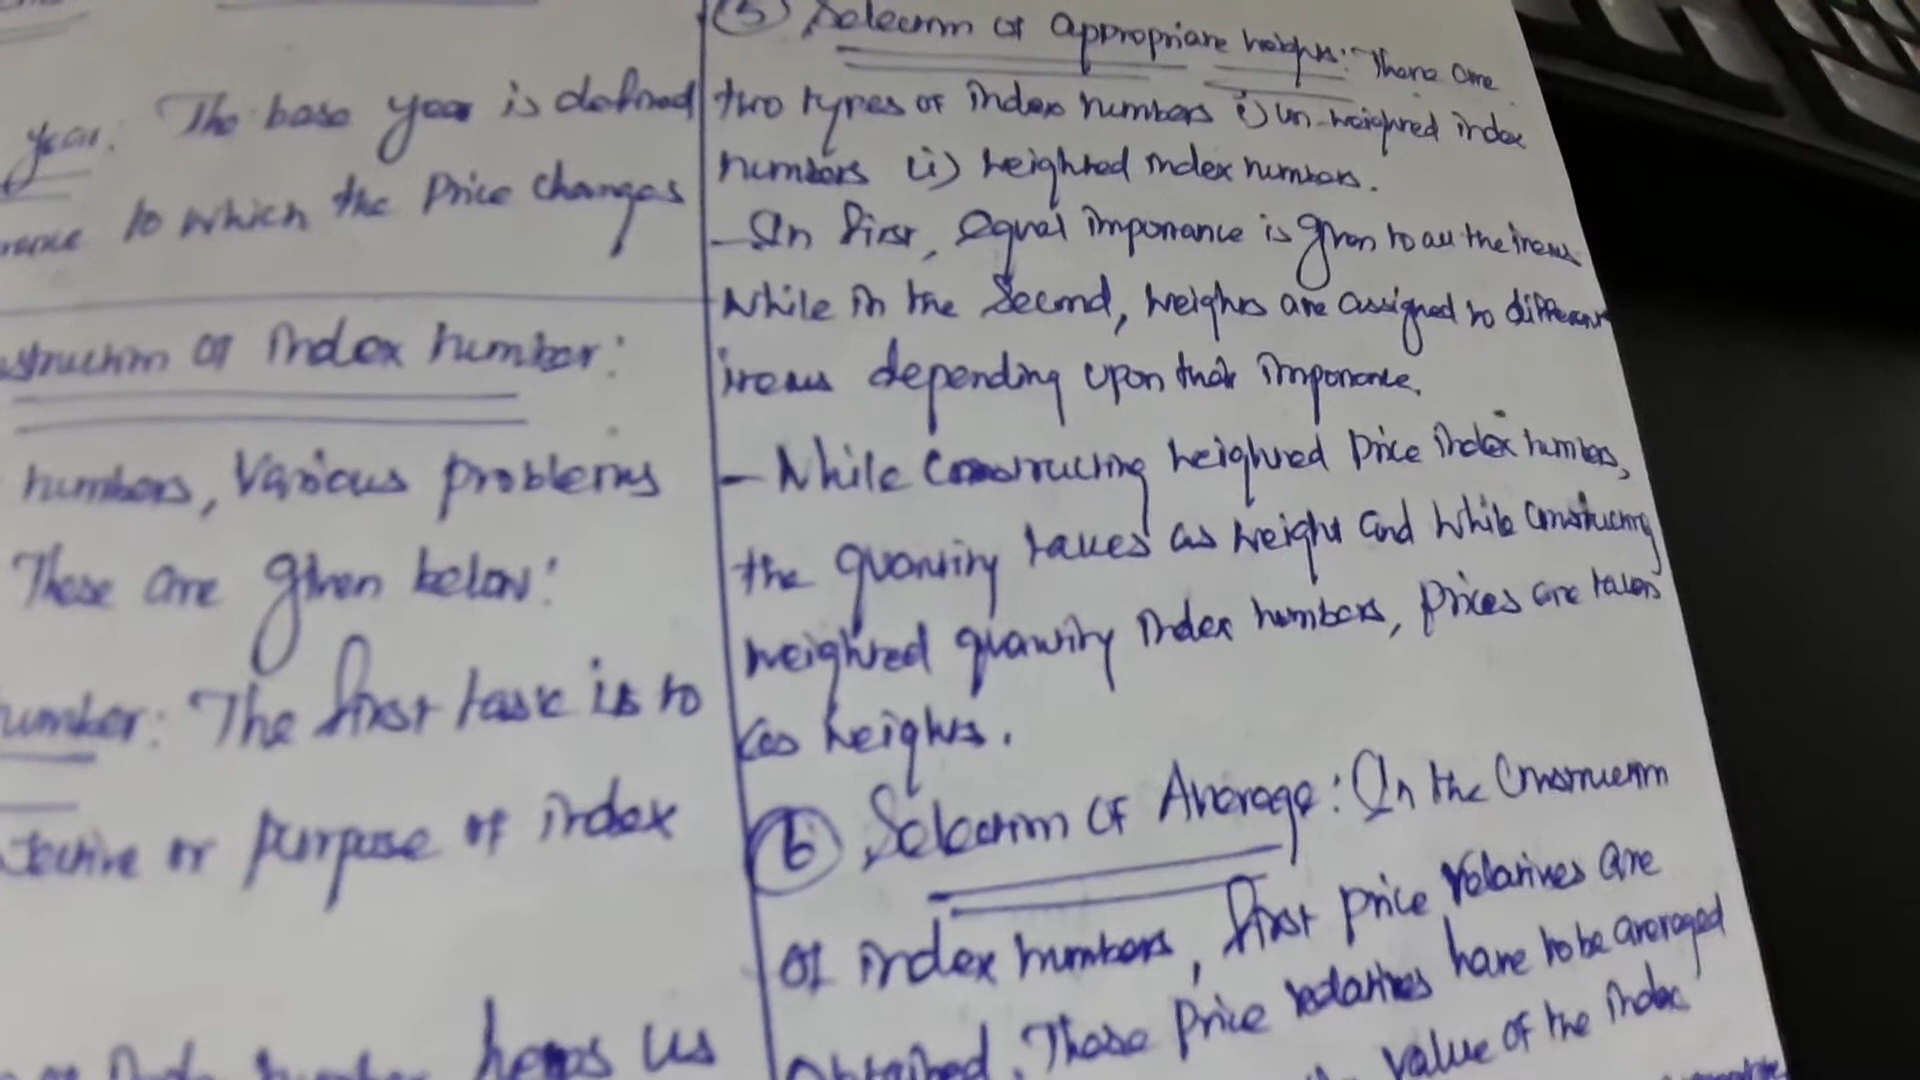 year: The base year is defined
to which the Price changes
struction of index number:
numbers, Various problems
These are given below:
number: The first task is to
jective or purpose of index
helps us
5 Selection of appropriate weights: There are
two types of index numbers i) un-weighted index
numbers ii) weighted index numbers.
- In first, equal importance is given to all the items
while in the second, weights are assigned to different
items depending upon their importance.
- While constructing weighted price index numbers,
the quantity takes as weight and while constructing
weighted quantity index numbers, prices are taken
as weights.
6 Selection of Average: In the Construction
of index numbers, first price relatives are
obtained. These price relatives have to be averaged
value of the index